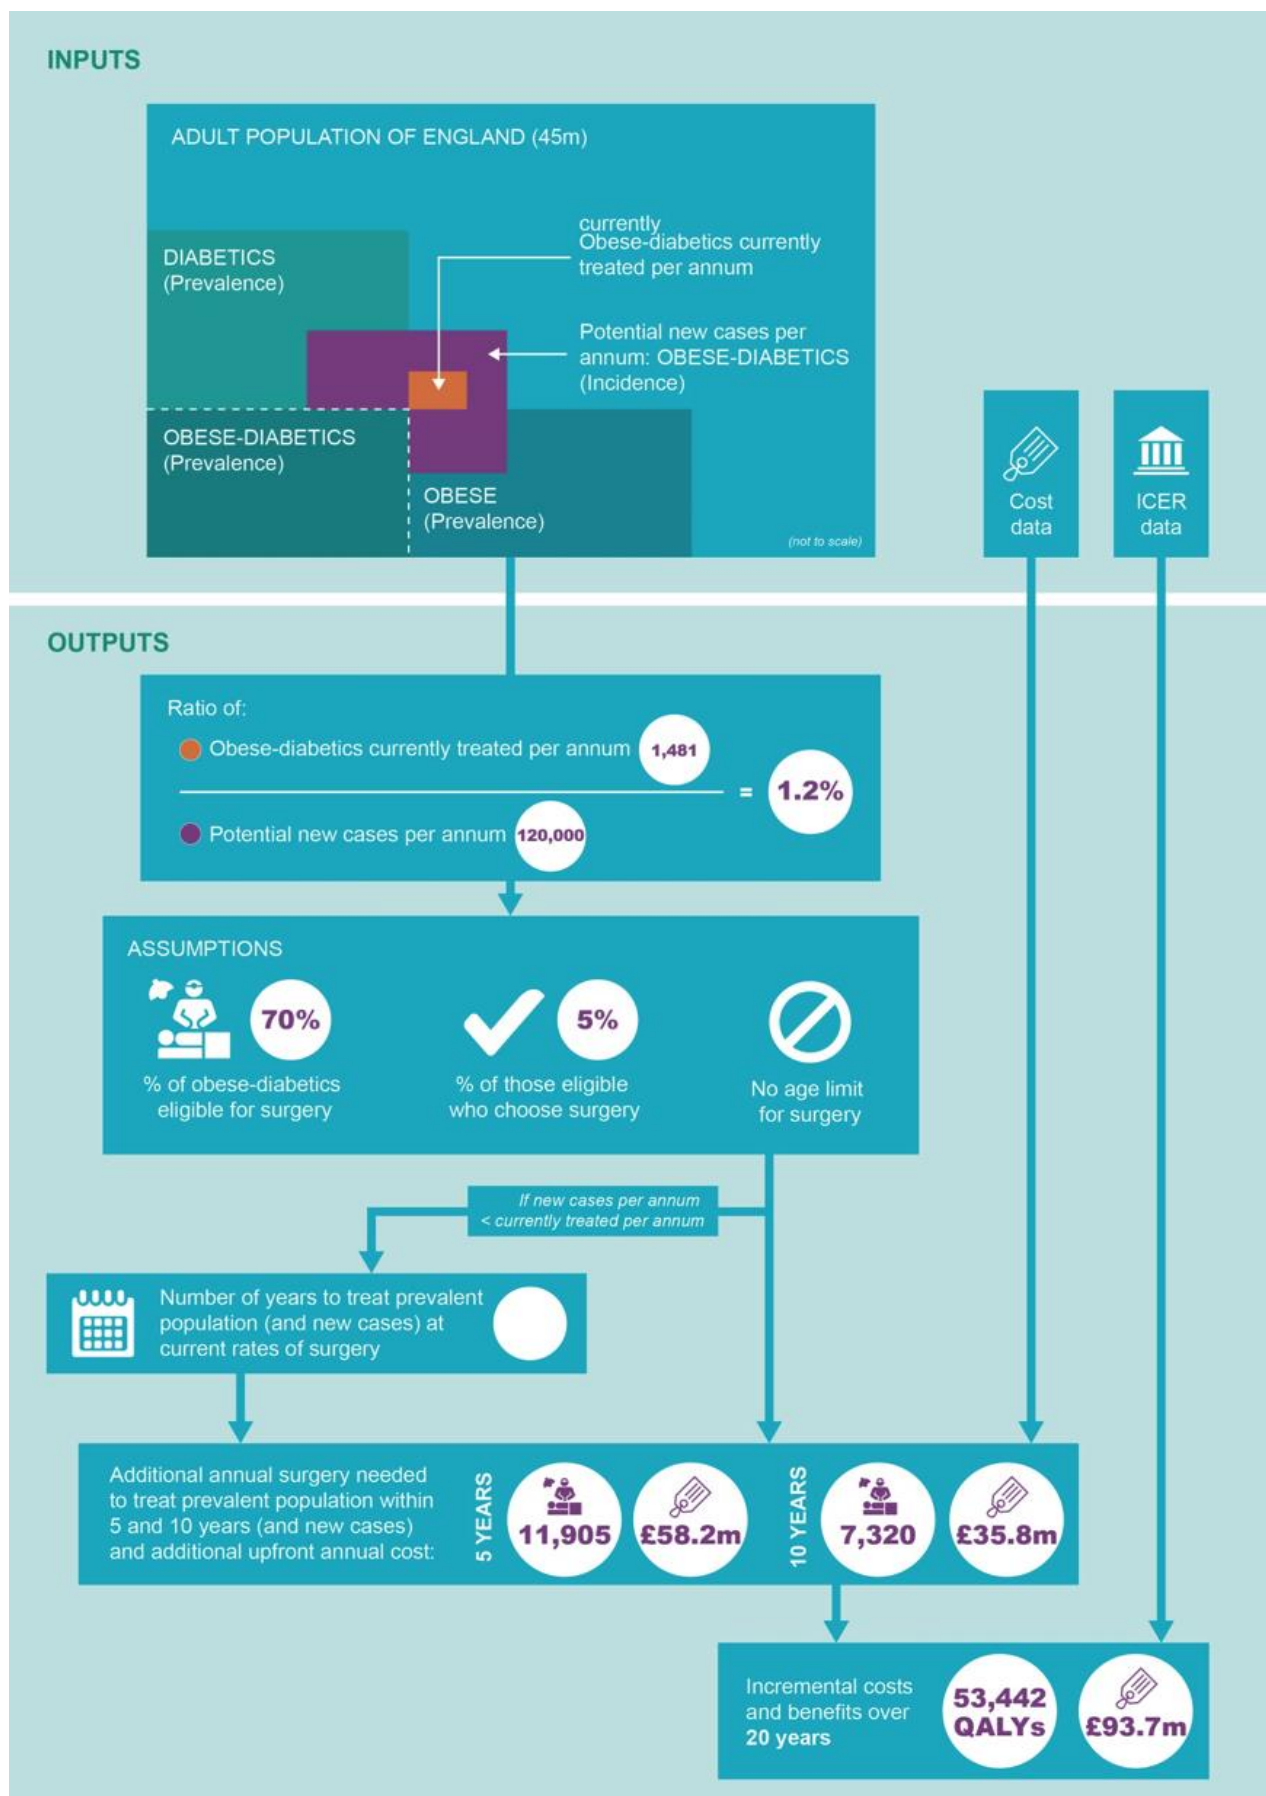 INPUTS
ADULT POPULATION OF ENGLAND (45m)
currently
Obese-diabetics currently
treated per annum
DIABETICS
(Prevalence)
Potential new cases per
annum: OBESE-DIABETICS
(Incidence)
OBESE-DIABETICS
(Prevalence)
OBESE
(Prevalence)
(not to scale)
Cost
data
ICER
data
OUTPUTS
Ratio of:
Obese-diabetics currently treated per annum 1,481
= 1.2%
Potential new cases per annum 120,000
ASSUMPTIONS
70%
% of obese-diabetics
eligible for surgery
5%
% of those eligible
who choose surgery
No age limit
for surgery
If new cases per annum
< currently treated per annum
Number of years to treat prevalent
population (and new cases) at
current rates of surgery
Additional annual surgery needed
to treat prevalent population within
5 and 10 years (and new cases)
and additional upfront annual cost:
5 YEARS
11,905
£58.2m
10 YEARS
7,320
£35.8m
Incremental costs
and benefits over
20 years
53,442
QALYs
£93.7m